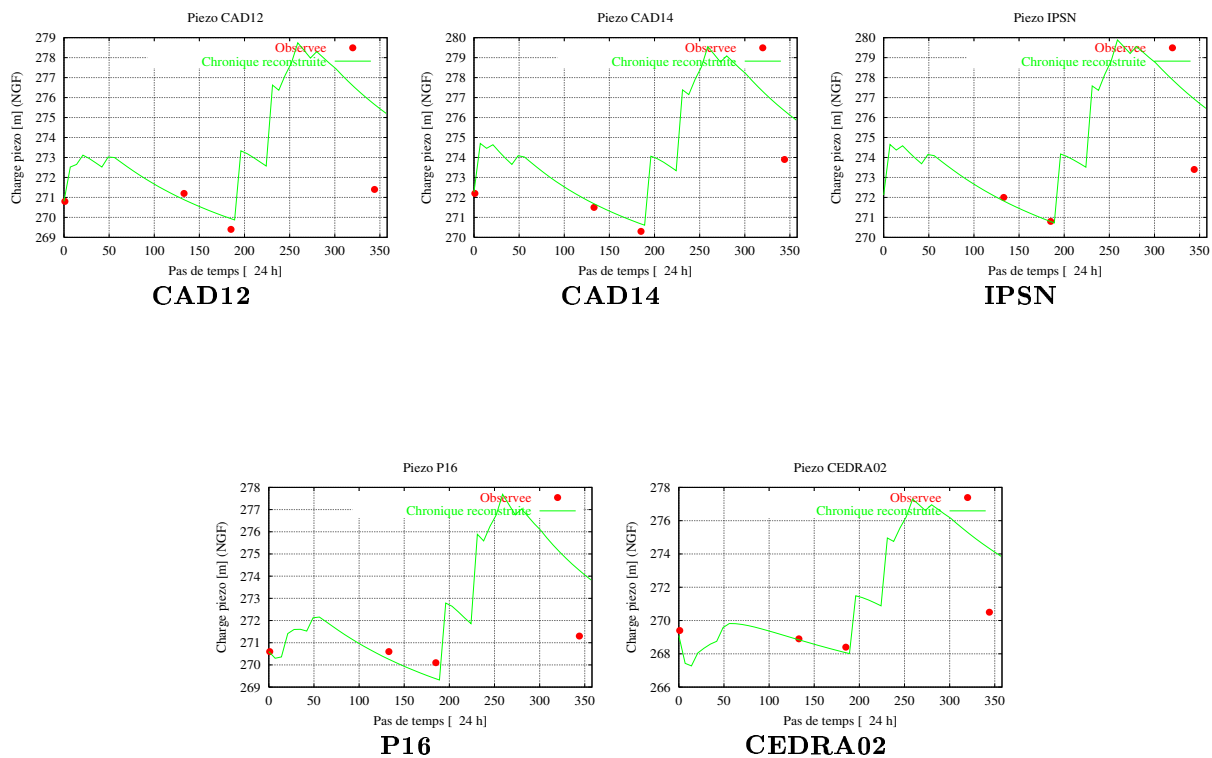 Piezo CAD12
Charge piezo [m] (NGF)
279
278
277
276
275
274
273
272
271
270
269
Observee
Chronique reconstruite
0 50 100 150 200 250 300 350
Pas de temps [ 24 h]
CAD12
Piezo CAD14
Charge piezo [m] (NGF)
280
279
278
277
276
275
274
273
272
271
270
Observee
Chronique reconstruite
0 50 100 150 200 250 300 350
Pas de temps [ 24 h]
CAD14
Piezo IPSN
Charge piezo [m] (NGF)
280
279
278
277
276
275
274
273
272
271
270
Observee
Chronique reconstruite
0 50 100 150 200 250 300 350
Pas de temps [ 24 h]
IPSN
Piezo P16
Charge piezo [m] (NGF)
278
277
276
275
274
273
272
271
270
269
Observee
Chronique reconstruite
0 50 100 150 200 250 300 350
Pas de temps [ 24 h]
P16
Piezo CEDRA02
Charge piezo [m] (NGF)
278
276
274
272
270
268
266
Observee
Chronique reconstruite
0 50 100 150 200 250 300 350
Pas de temps [ 24 h]
CEDRA02